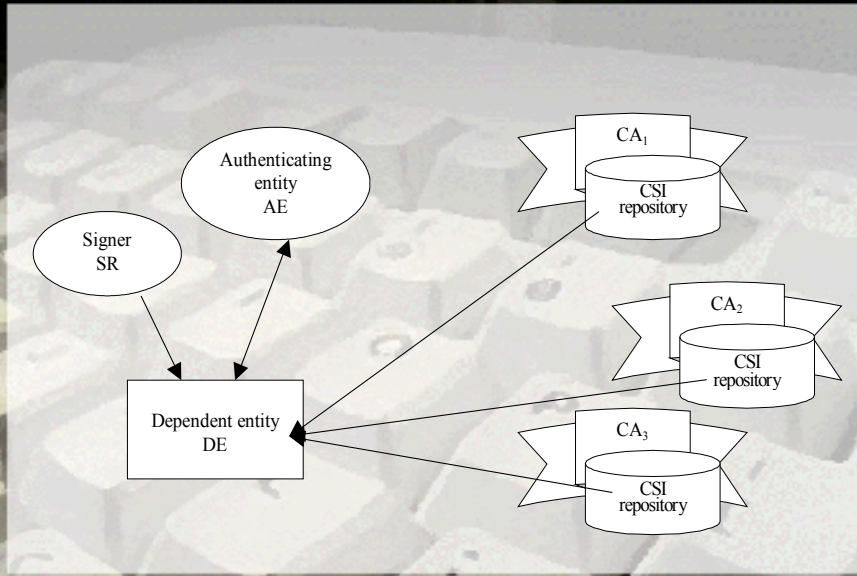 Authenticating
entity
AE
Signer
SR
Dependent entity
DE
CA₁
CSI
repository
CA₂
CSI
repository
CA₃
CSI
repository